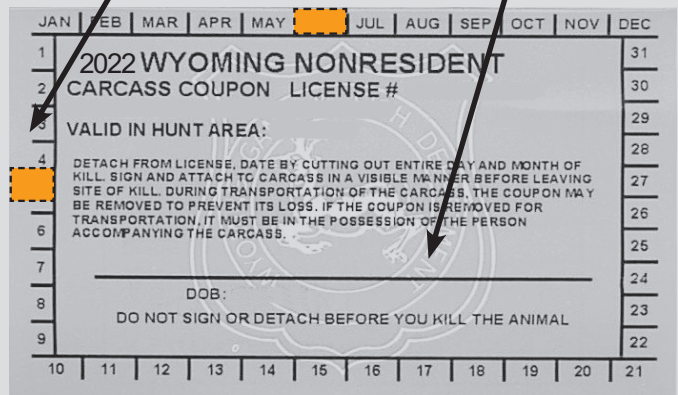 JAN FEB MAR APR MAY JUL AUG SEP OCT NOV DEC
1 31
2022 WYOMING NONRESIDENT
2 CARCASS COUPON LICENSE # 30
3 29
VALID IN HUNT AREA:
4 28
DETACH FROM LICENSE, DATE BY CUTTING OUT ENTIRE DAY AND MONTH OF
KILL. SIGN AND ATTACH TO CARCASS IN A VISIBLE MANNER BEFORE LEAVING
27
SITE OF KILL. DURING TRANSPORTATION OF THE CARCASS, THE COUPON MAY
BE REMOVED TO PREVENT ITS LOSS. IF THE COUPON IS REMOVED FOR
26
TRANSPORTATION, IT MUST BE IN THE POSSESSION OF THE PERSON
6
ACCOMPANYING THE CARCASS.
25
7 24
DOB:
8 23
DO NOT SIGN OR DETACH BEFORE YOU KILL THE ANIMAL
9 22
10 11 12 13 14 15 16 17 18 19 20 21